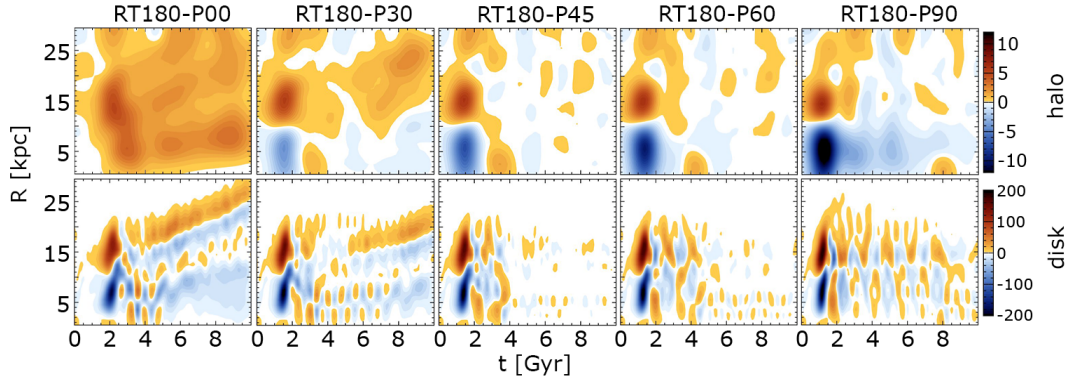 RT180-P00 RT180-P30 RT180-P45 RT180-P60 RT180-P90
25
15
5
10
5
0
-5
-10
halo
R [kpc]
25
15
5
200
100
0
-100
-200
disk
0 2 4 6 8 0 2 4 6 8 0 2 4 6 8 0 2 4 6 8 0 2 4 6 8
t [Gyr]